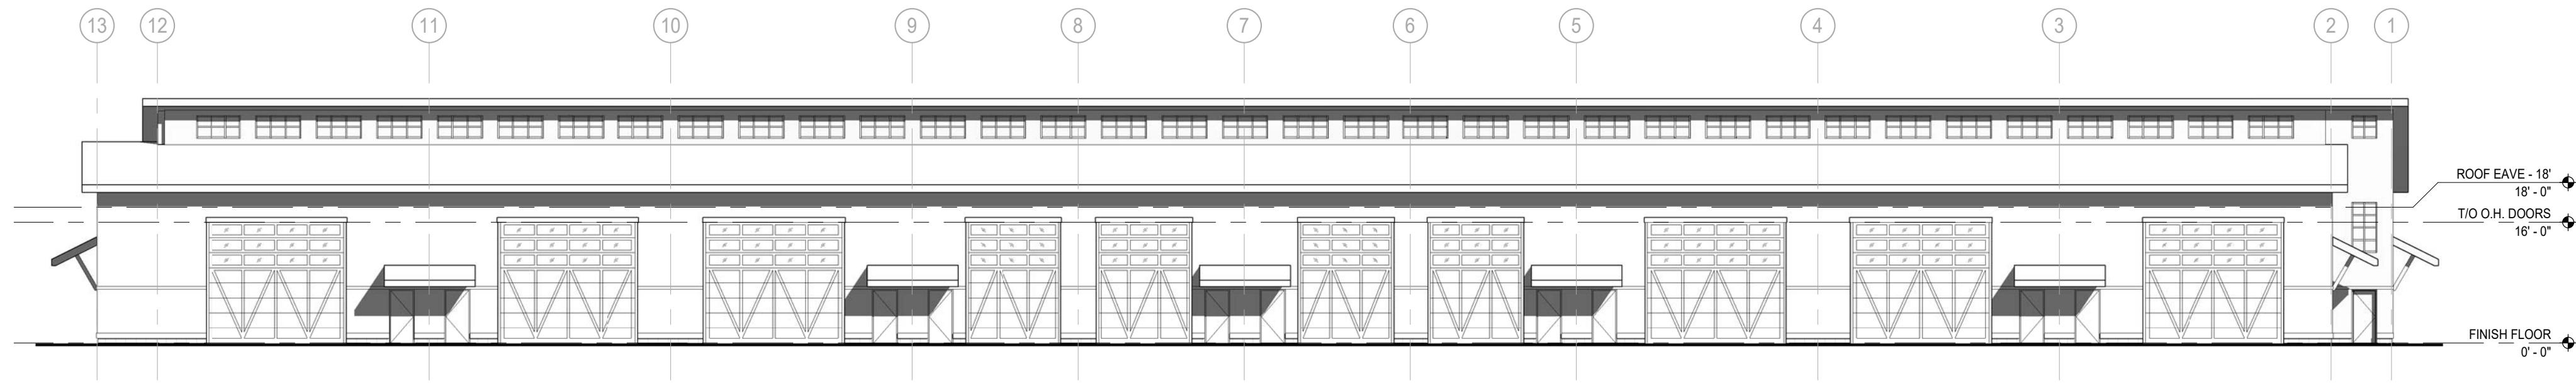 13 12 11 10 9 8 7 6 5 4 3 2 1
ROOF EAVE - 18'
18' - 0"
T/O O.H. DOORS
16' - 0"
FINISH FLOOR
0' - 0"